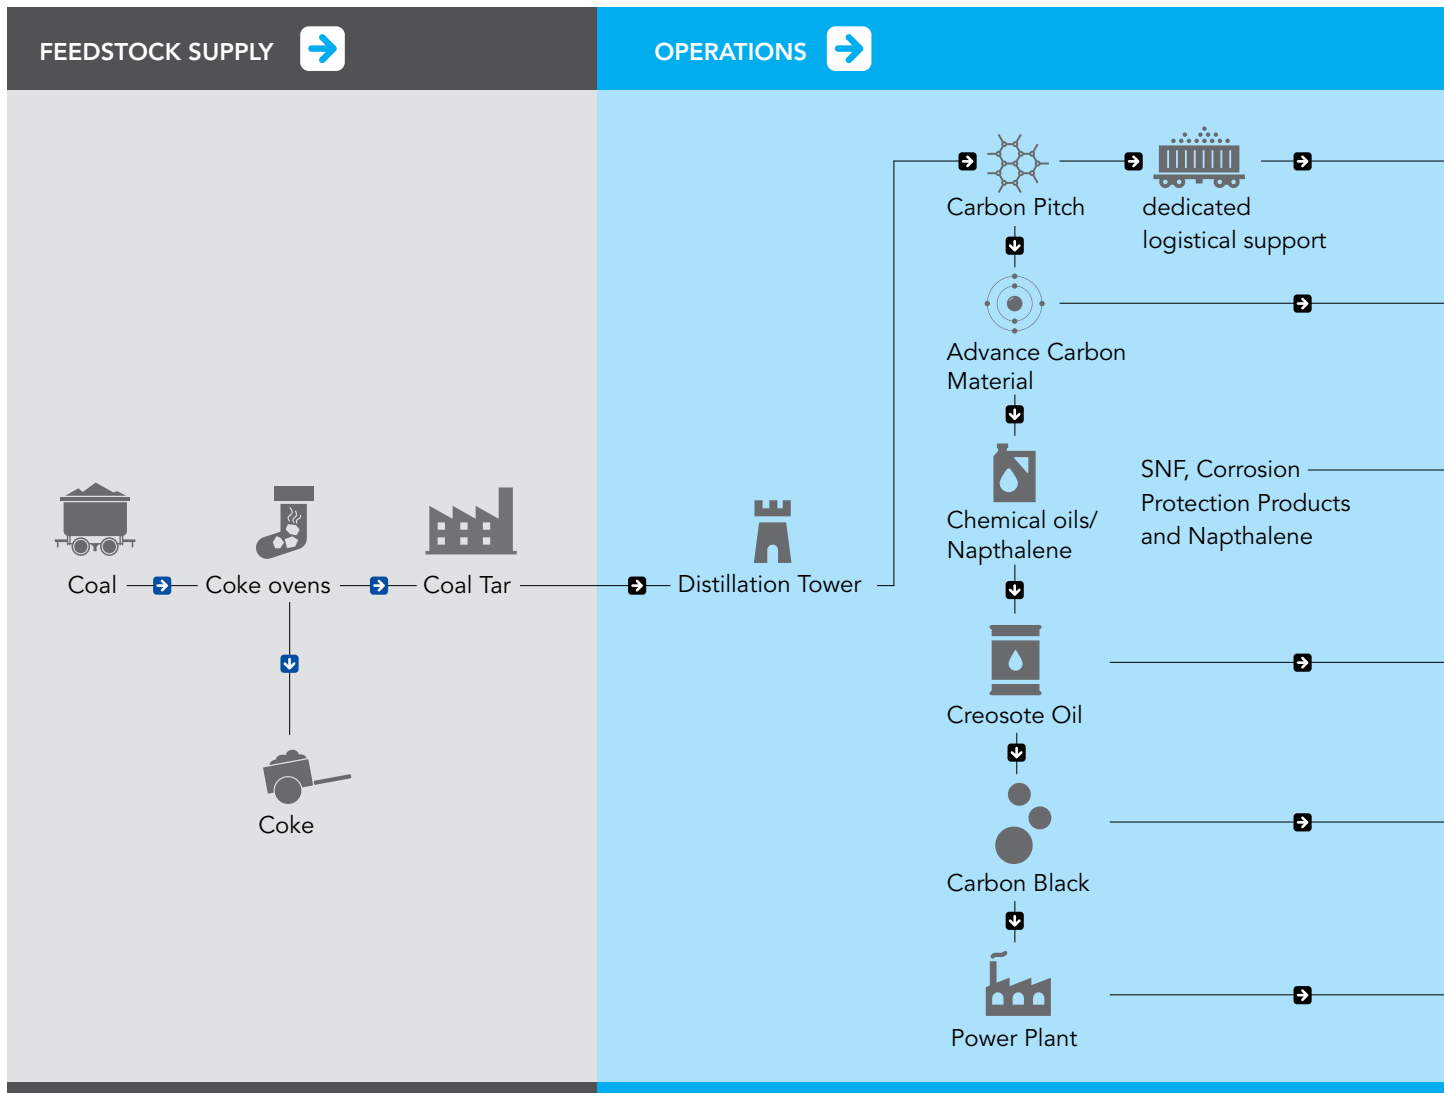 FEEDSTOCK SUPPLY
OPERATIONS
Carbon Pitch
dedicated
logistical support
Advance Carbon
Material
Chemical oils/
Napthalene
SNF, Corrosion
Protection Products
and Napthalene
Coal
Coke ovens
Coal Tar
Distillation Tower
Creosote Oil
Coke
Carbon Black
Power Plant